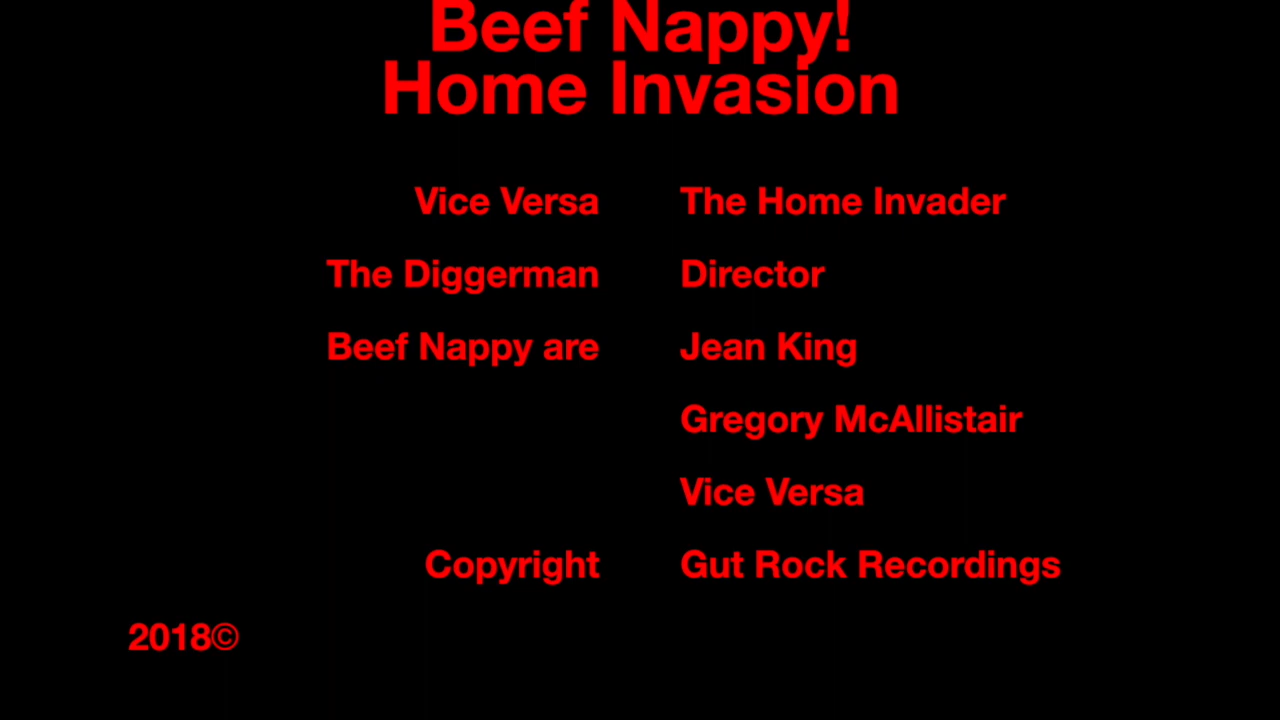 Beef Nappy!
Home Invasion
Vice Versa The Home Invader
The Diggerman Director
Beef Nappy are Jean King
Gregory McAllistair
Vice Versa
Copyright Gut Rock Recordings
2018©